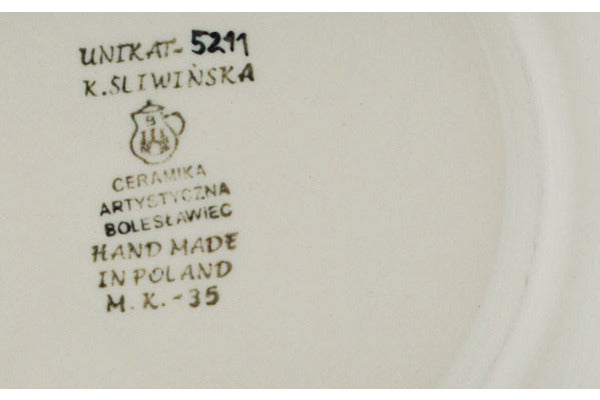 UNIKAT-5211
K.SLIWIŃSKA
B
CERAMIKA
ARTYSTYCZNA
BOLESŁAWIEC
HAND MADE
IN POLAND
M.K.-35